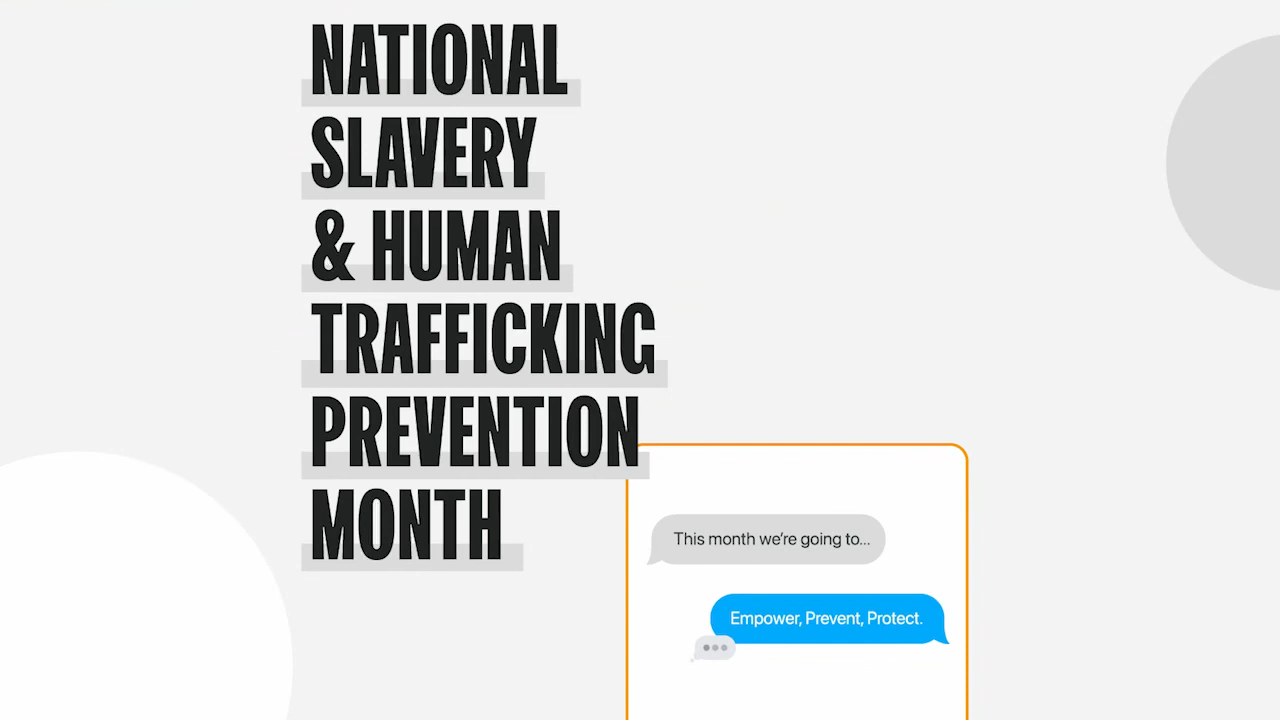 NATIONAL
SLAVERY
& HUMAN
TRAFFICKING
PREVENTION
MONTH
This month we’re going to...
Empower, Prevent, Protect.